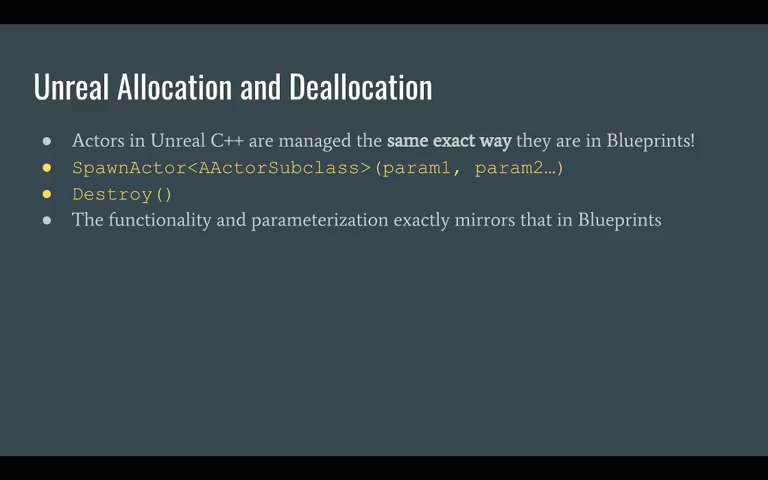 Unreal Allocation and Deallocation
● Actors in Unreal C++ are managed the same exact way they are in Blueprints!
● SpawnActor<AActorSubclass>(param1, param2…)
● Destroy()
● The functionality and parameterization exactly mirrors that in Blueprints